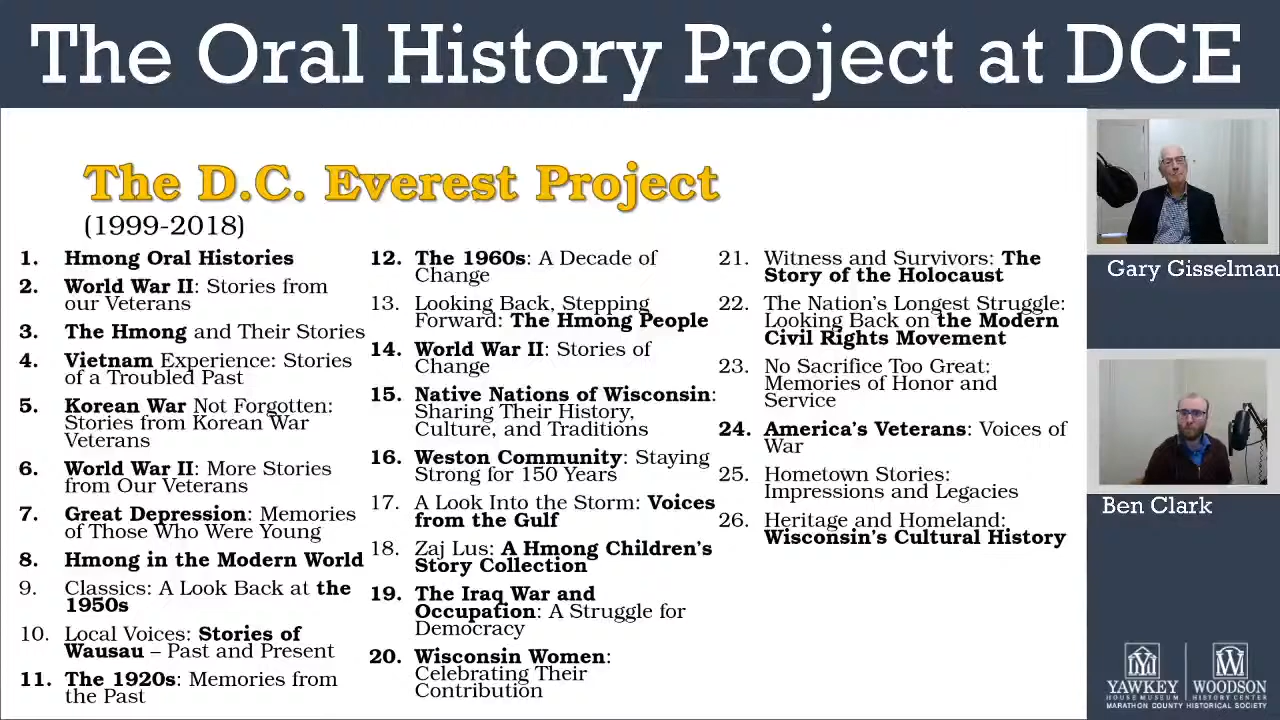 The Oral History Project at DCE
The D.C. Everest Project
(1999-2018)
1. Hmong Oral Histories
2. World War II: Stories from
our Veterans
3. The Hmong and Their Stories
4. Vietnam Experience: Stories
of a Troubled Past
5. Korean War Not Forgotten:
Stories from Korean War
Veterans
6. World War II: More Stories
from Our Veterans
7. Great Depression: Memories
of Those Who Were Young
8. Hmong in the Modern World
9. Classics: A Look Back at the
1950s
10. Local Voices: Stories of
Wausau – Past and Present
11. The 1920s: Memories from
the Past
12. The 1960s: A Decade of
Change
13. Looking Back, Stepping
Forward: The Hmong People
14. World War II: Stories of
Change
15. Native Nations of Wisconsin:
Sharing Their History,
Culture, and Traditions
16. Weston Community: Staying
Strong for 150 Years
17. A Look Into the Storm: Voices
from the Gulf
18. Zaj Lus: A Hmong Children's
Story Collection
19. The Iraq War and
Occupation: A Struggle for
Democracy
20. Wisconsin Women:
Celebrating Their
Contribution
21. Witness and Survivors: The
Story of the Holocaust
22. The Nation's Longest Struggle:
Looking Back on the Modern
Civil Rights Movement
23. No Sacrifice Too Great:
Memories of Honor and
Service
24. America's Veterans: Voices of
War
25. Hometown Stories:
Impressions and Legacies
26. Heritage and Homeland:
Wisconsin's Cultural History
Gary Gisselman
Ben Clark
YAWKEY
HOUSE MUSEUM
WOODSON
HISTORY CENTER
MARATHON COUNTY HISTORICAL SOCIETY